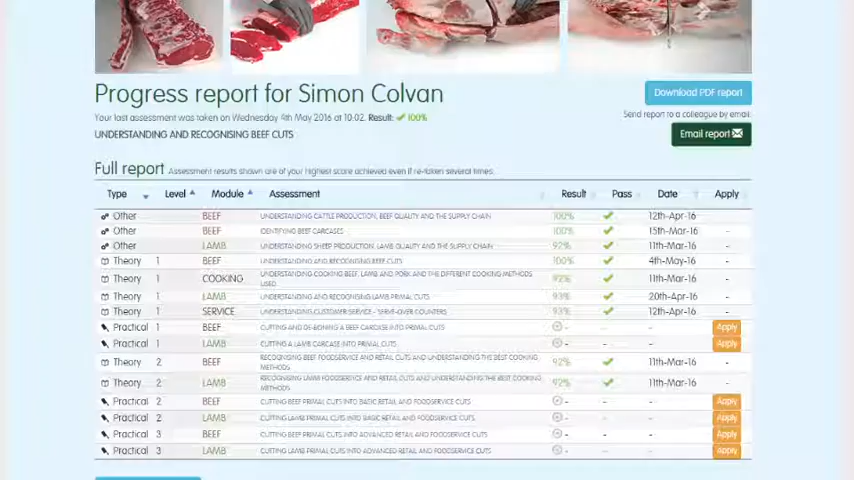 Progress report for Simon Colvan
Download PDF report
Your last assessment was taken on Wednesday 4th May 2016 at 10:02. Result: 100%
Send report to a colleague by email:
UNDERSTANDING AND RECOGNISING BEEF CUTS
Email report
Full report Assessment results shown are of your highest score achieved even if re-taken several times.
Type Level Module Assessment Result Pass Date Apply
Other BEEF UNDERSTANDING CATTLE PRODUCTION, BEEF QUALITY AND THE SUPPLY CHAIN 100% 12th-Apr-16 -
Other BEEF IDENTIFYING BEEF CARCASES 100% 15th-Mar-16 -
Other LAMB UNDERSTANDING SHEEP PRODUCTION, LAMB QUALITY AND THE SUPPLY CHAIN 92% 11th-Mar-16 -
Theory 1 BEEF UNDERSTANDING AND RECOGNISING BEEF CUTS 100% 4th-May-16 -
Theory 1 COOKING UNDERSTANDING COOKING BEEF, LAMB AND PORK AND THE DIFFERENT COOKING METHODS 92% 11th-Mar-16 -
USED
Theory 1 LAMB UNDERSTANDING AND RECOGNISING LAMB PRIMAL CUTS 93% 20th-Apr-16 -
Theory 1 SERVICE UNDERSTANDING CUSTOMER SERVICE - SERVE-OVER COUNTERS 93% 12th-Apr-16 -
Practical 1 BEEF CUTTING AND DE-BONING A BEEF CARCASE INTO PRIMAL CUTS - - - Apply
Practical 1 LAMB CUTTING A LAMB CARCASE INTO PRIMAL CUTS - - - Apply
Theory 2 BEEF RECOGNISING BEEF FOODSERVICE AND RETAIL CUTS AND UNDERSTANDING THE BEST COOKING 92% 11th-Mar-16 -
METHODS
Theory 2 LAMB RECOGNISING LAMB FOODSERVICE AND RETAIL CUTS AND UNDERSTANDING THE BEST COOKING 92% 11th-Mar-16 -
METHODS
Practical 2 BEEF CUTTING BEEF PRIMAL CUTS INTO BASIC RETAIL AND FOODSERVICE CUTS - - - Apply
Practical 2 LAMB CUTTING LAMB PRIMAL CUTS INTO BASIC RETAIL AND FOODSERVICE CUTS - - - Apply
Practical 3 BEEF CUTTING BEEF PRIMAL CUTS INTO ADVANCED RETAIL AND FOODSERVICE CUTS - - - Apply
Practical 3 LAMB CUTTING LAMB PRIMAL CUTS INTO ADVANCED RETAIL AND FOODSERVICE CUTS - - - Apply